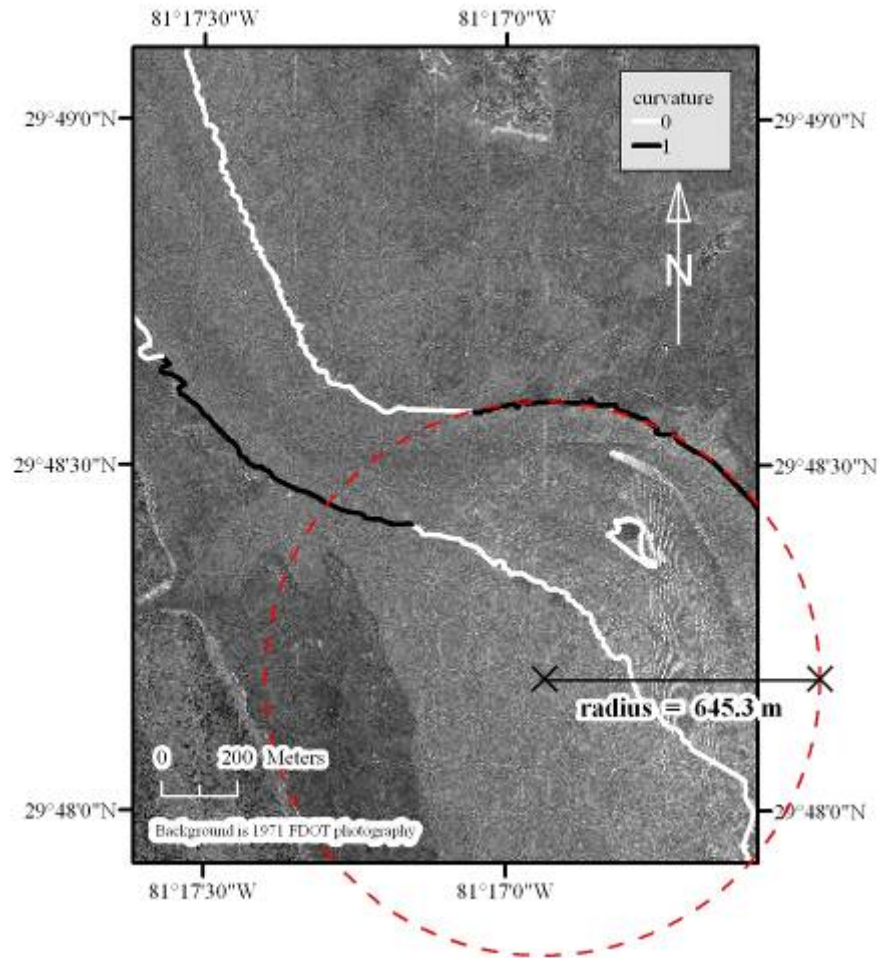 81°17'30"W 81°17'0"W
29°49'0"N 29°49'0"N
curvature
0
1
N
29°48'30"N 29°48'30"N
radius = 645.3 m
0 200 Meters
29°48'0"N 29°48'0"N
Background is 1971 FDOT photography
81°17'30"W 81°17'0"W